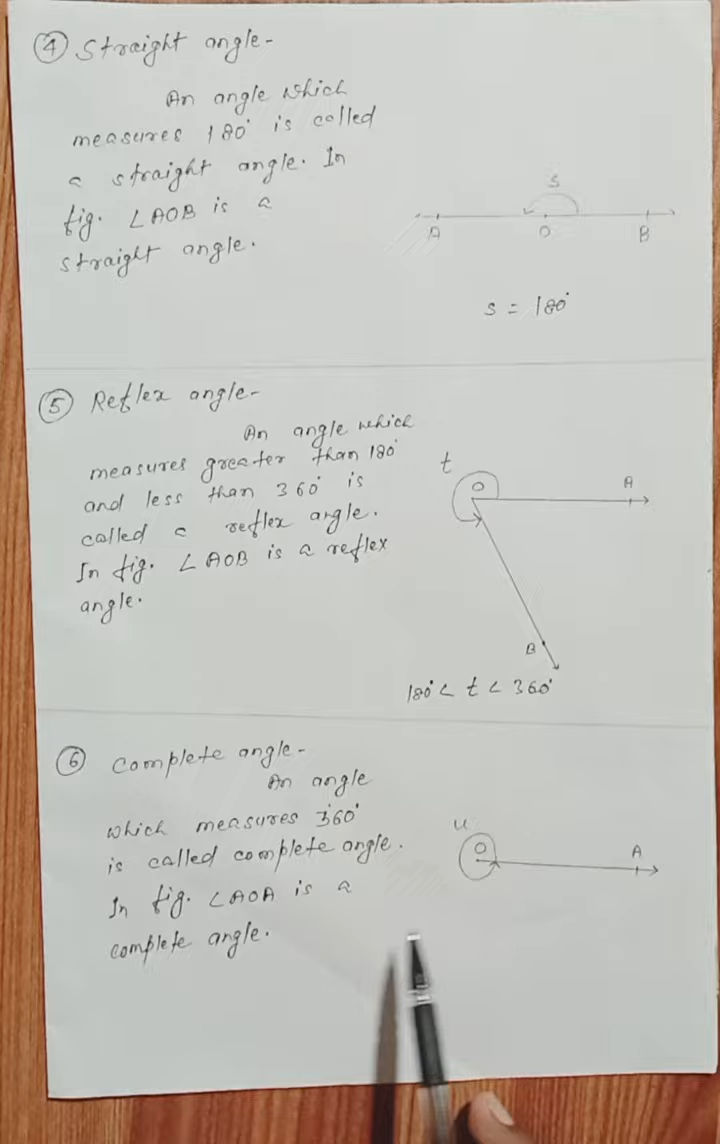 ④ Straight angle-
An angle which
measures 180° is called
a straight angle. In
fig. ∠AOB is a
straight angle.
S
A O B
s = 180°
⑤ Reflex angle-
An angle which
measures greater than 180°
and less than 360° is
called a reflex angle.
In fig. ∠AOB is a reflex
angle.
t
O A
B
180° < t < 360°
⑥ Complete angle-
An angle
which measures 360°
is called complete angle.
In fig. ∠AOA is a
complete angle.
u
O A